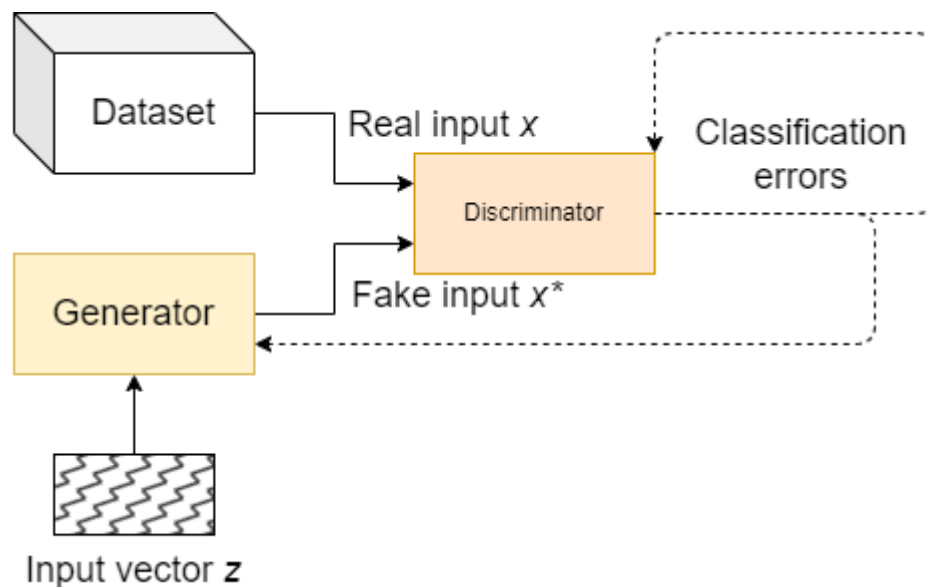 Dataset
Real input x
Classification
errors
Discriminator
Generator
Fake input x*
Input vector z